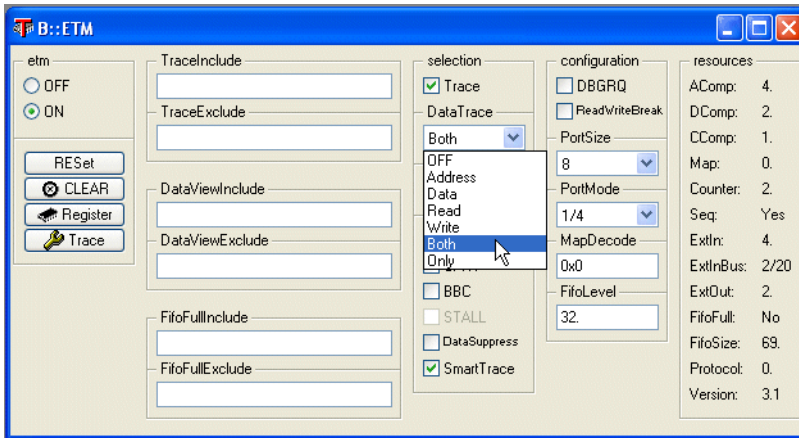 B::ETM
etm
OFF
ON
RESet
CLEAR
Register
Trace
TraceInclude
TraceExclude
DataViewInclude
DataViewExclude
FifoFullInclude
FifoFullExclude
selection
Trace
DataTrace
Both
OFF
Address
Data
Read
Write
Both
Only
BBC
STALL
DataSuppress
SmartTrace
configuration
DBGRQ
ReadWriteBreak
PortSize
8
PortMode
1/4
MapDecode
0x0
FifoLevel
32.
resources
AComp: 4.
DComp: 2.
CComp: 1.
Map: 0.
Counter: 2.
Seq: Yes
ExtIn: 4.
ExtInBus: 2/20
ExtOut: 2.
FifoFull: No
FifoSize: 69.
Protocol: 0.
Version: 3.1